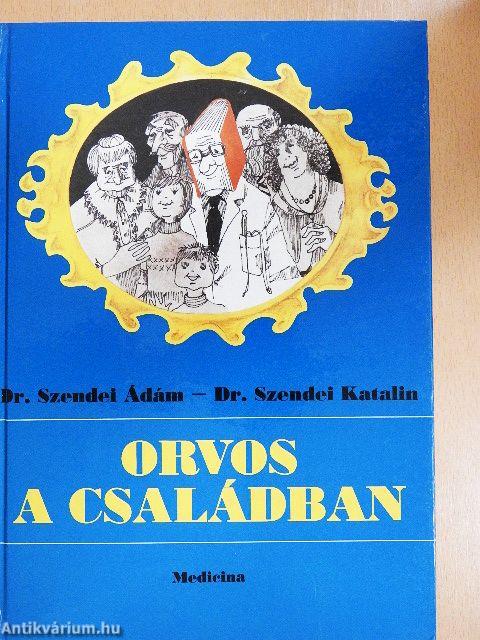 Dr. Szendei Ádám — Dr. Szendei Katalin
ORVOS
A CSALÁDBAN
Medicina
Antikvárium.hu